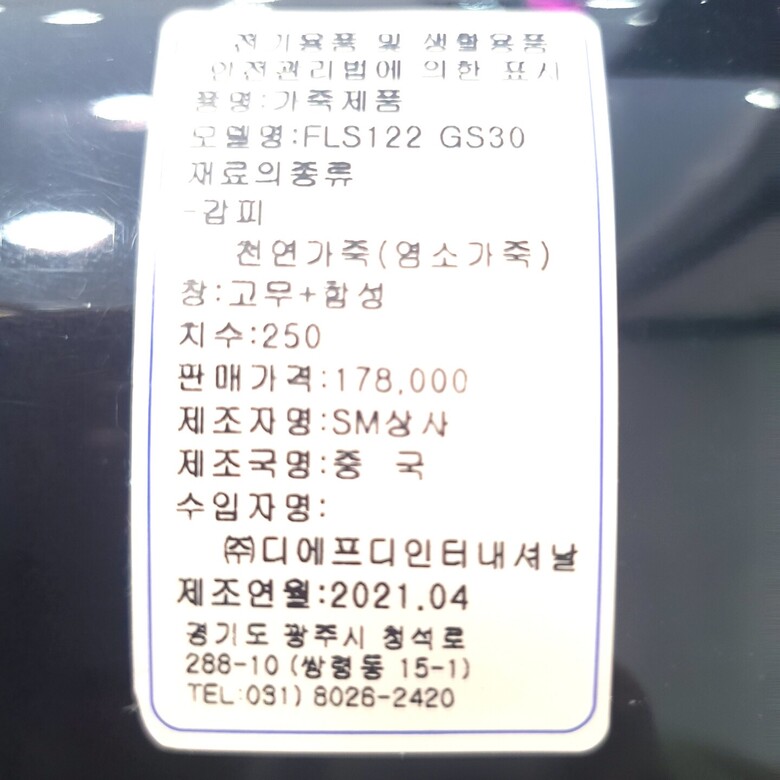 전기용품 및 생활용품
안전관리법에 의한 표시
품명:가죽제품
모델명:FLS122 GS30
재료의종류
-갑피
천연가죽(염소가죽)
창:고무+합성
치수:250
판매가격:178,000
제조자명:SM상사
제조국명:중 국
수입자명:
㈜디에프디인터내셔날
제조연월:2021.04
경기도 광주시 청석로
288-10 (쌍령동 15-1)
TEL:031) 8026-2420